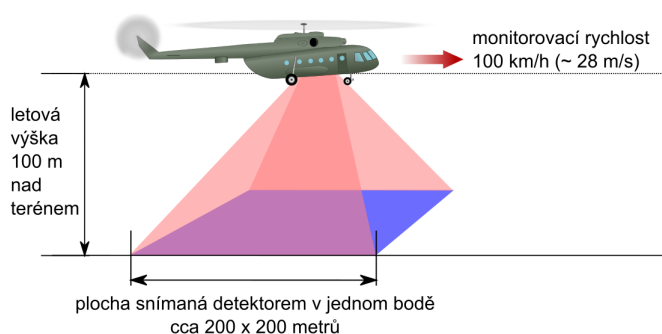 monitorovací rychlost
100 km/h (~ 28 m/s)
letová
výška
100 m
nad
terénem
plocha snímaná detektorem v jednom bodě
cca 200 x 200 metrů